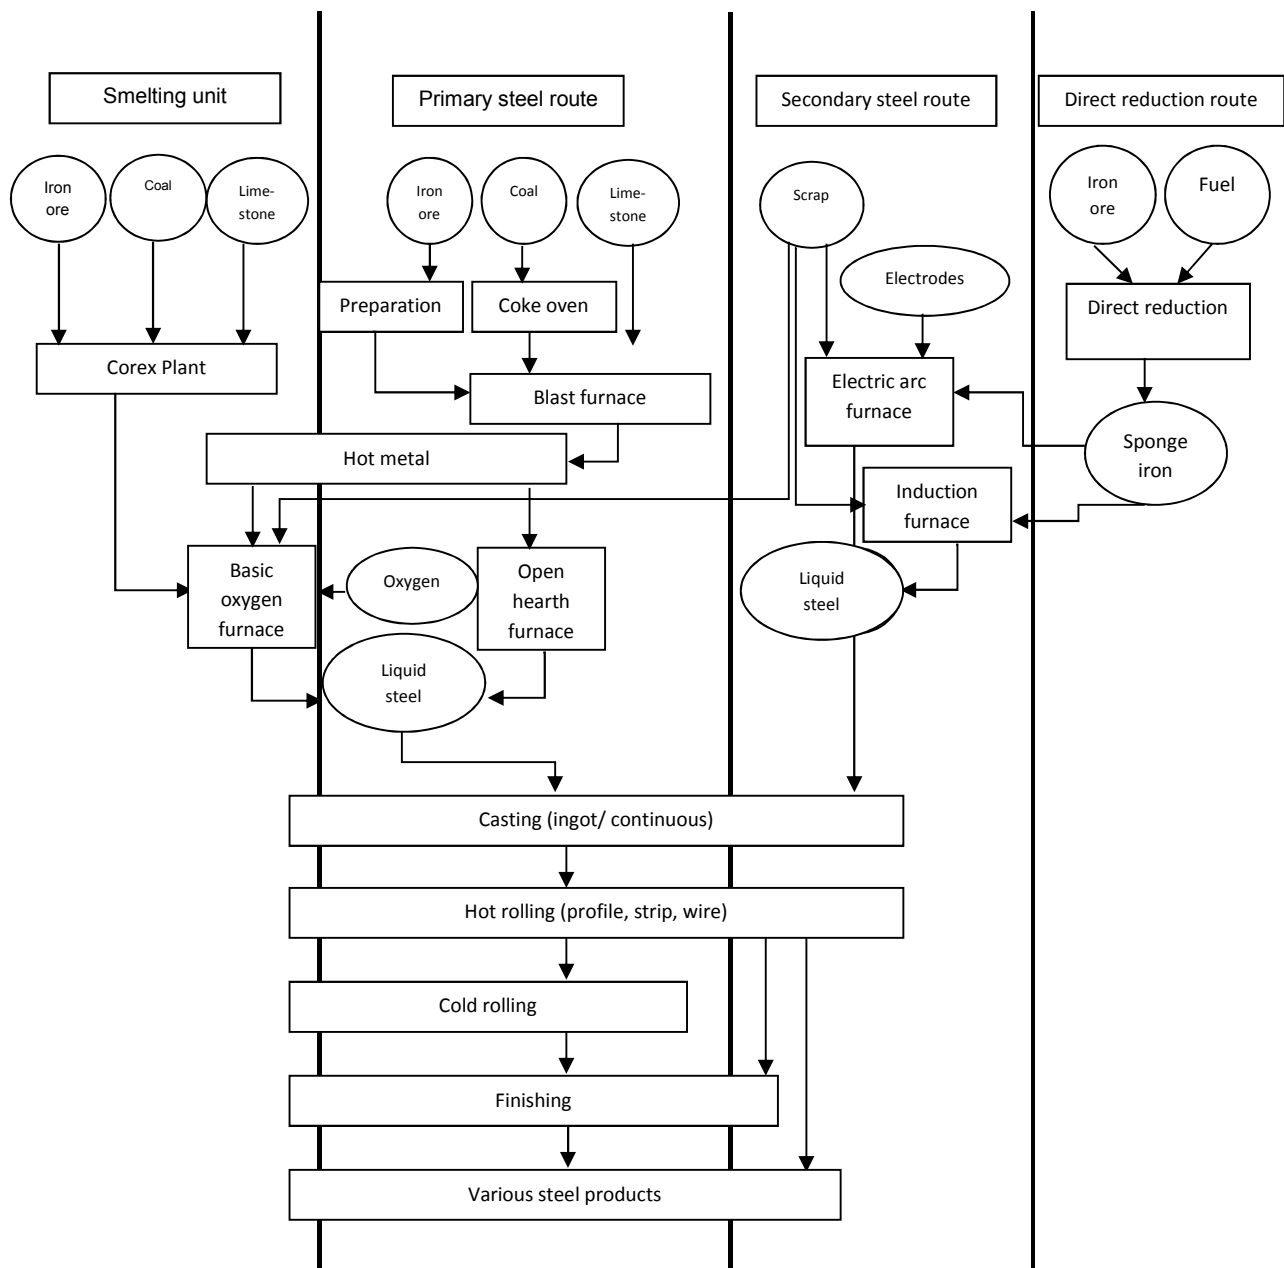 Smelting unit
Primary steel route
Secondary steel route
Direct reduction route
Iron
ore
Coal
Lime-
stone
Iron
ore
Coal
Lime-
stone
Scrap
Iron
ore
Fuel
Electrodes
Preparation
Coke oven
Direct reduction
Corex Plant
Blast furnace
Electric arc
furnace
Hot metal
Sponge
iron
Induction
furnace
Basic
oxygen
furnace
Oxygen
Open
hearth
furnace
Liquid
steel
Liquid
steel
Casting (ingot/ continuous)
Hot rolling (profile, strip, wire)
Cold rolling
Finishing
Various steel products